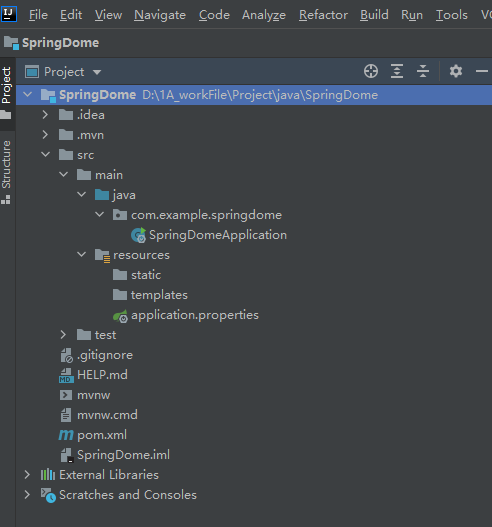 IJ File Edit View Navigate Code Analyze Refactor Build Run Tools VC
SpringDome
Project
Project
Structure
SpringDome D:\1A_workFile\Project\java\SpringDome
.idea
.mvn
src
main
java
com.example.springdome
SpringDomeApplication
resources
static
templates
application.properties
test
.gitignore
MD HELP.md
mvnw
mvnw.cmd
m pom.xml
SpringDome.iml
External Libraries
Scratches and Consoles